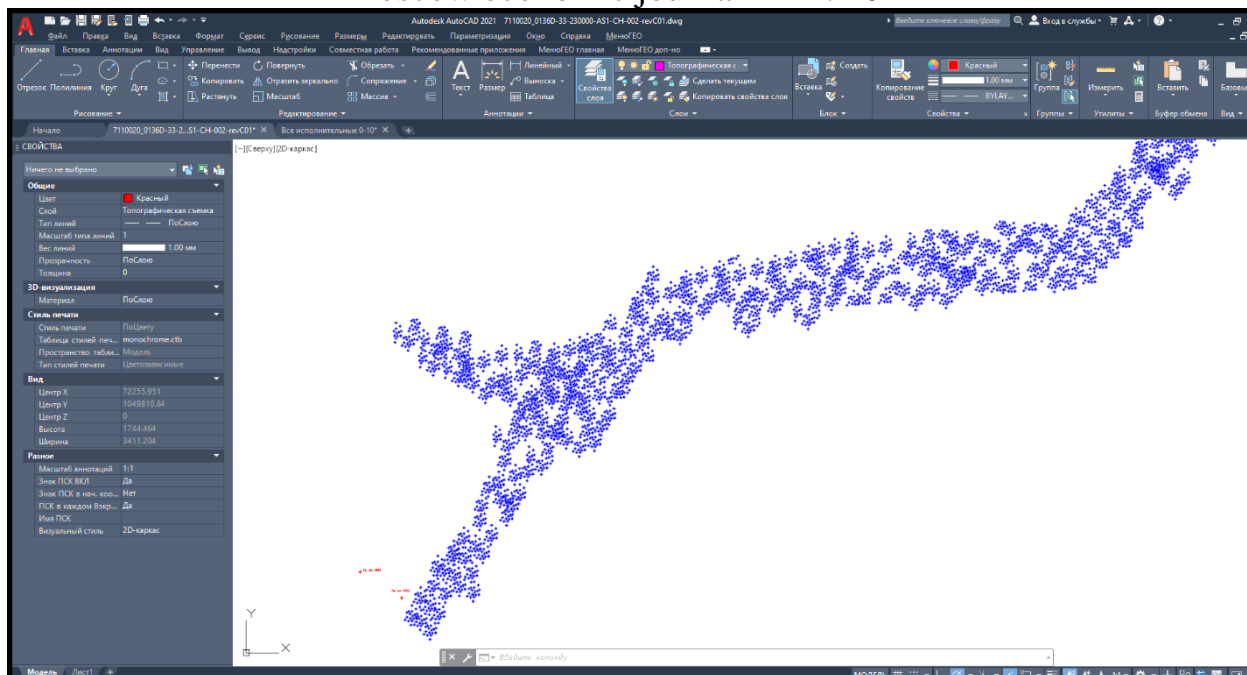 Autodesk AutoCAD 2021 7110020_0136D-33-230000-AS1-CH-002-revC01.dwg
Введите ключевое слово/фразу
Вход в службы
Файл Правка Вид Вставка Формат Сервис Рисование Размеры Редактировать Параметризация Окно Справка МенюГЕО
Главная Вставка Аннотации Вид Управление Вывод Надстройки Совместная работа Рекомендованные приложения МенюГЕО главная МенюГЕО доп-но
Отрезок Полилиния Круг Дуга
Перенести Повернуть Обрезать
Копировать Отразить зеркально Сопряжение
Растянуть Масштаб Массив
Текст Размер
Линейный
Выноска
Таблица
Свойства слоя
Топографическая с
Сделать текущим
Копировать свойства слоя
Вставка
Создать
Копирование свойств
Красный
1.00 мм
BYLAY...
Группа
Измерить
Вставить
Базовы
Рисование Редактирование Аннотации Слои Блок Свойства Группы Утилиты Буфер обмена Вид
Начало 7110020_0136D-33-2...S1-CH-002-revC01* Все исполнительные 0-10*
СВОЙСТВА
[−][Сверху][2D-каркас]
Ничего не выбрано
Общие
Цвет Красный
Слой Топографическая съемка
Тип линий ПоСлою
Масштаб типа линий 1
Вес линий 1.00 мм
Прозрачность ПоСлою
Толщина 0
3D-визуализация
Материал ПоСлою
Стиль печати
Стиль печати ПоЦвету
Таблица стилей печ... monochrome.ctb
Пространство табли... Модель
Тип стилей печати Цветозависимые
Вид
Центр X 72255.951
Центр Y 1049810.84
Центр Z 0
Высота 1744.464
Ширина 3411.204
Разное
Масштаб аннотаций 1:1
Знак ПСК ВКЛ Да
Знак ПСК в нач. коо... Нет
ПСК в каждом Вэкр... Да
Имя ПСК
Визуальный стиль 2D-каркас
Y
X
Введите команду
Модель Лист1
МОДЕЛЬ